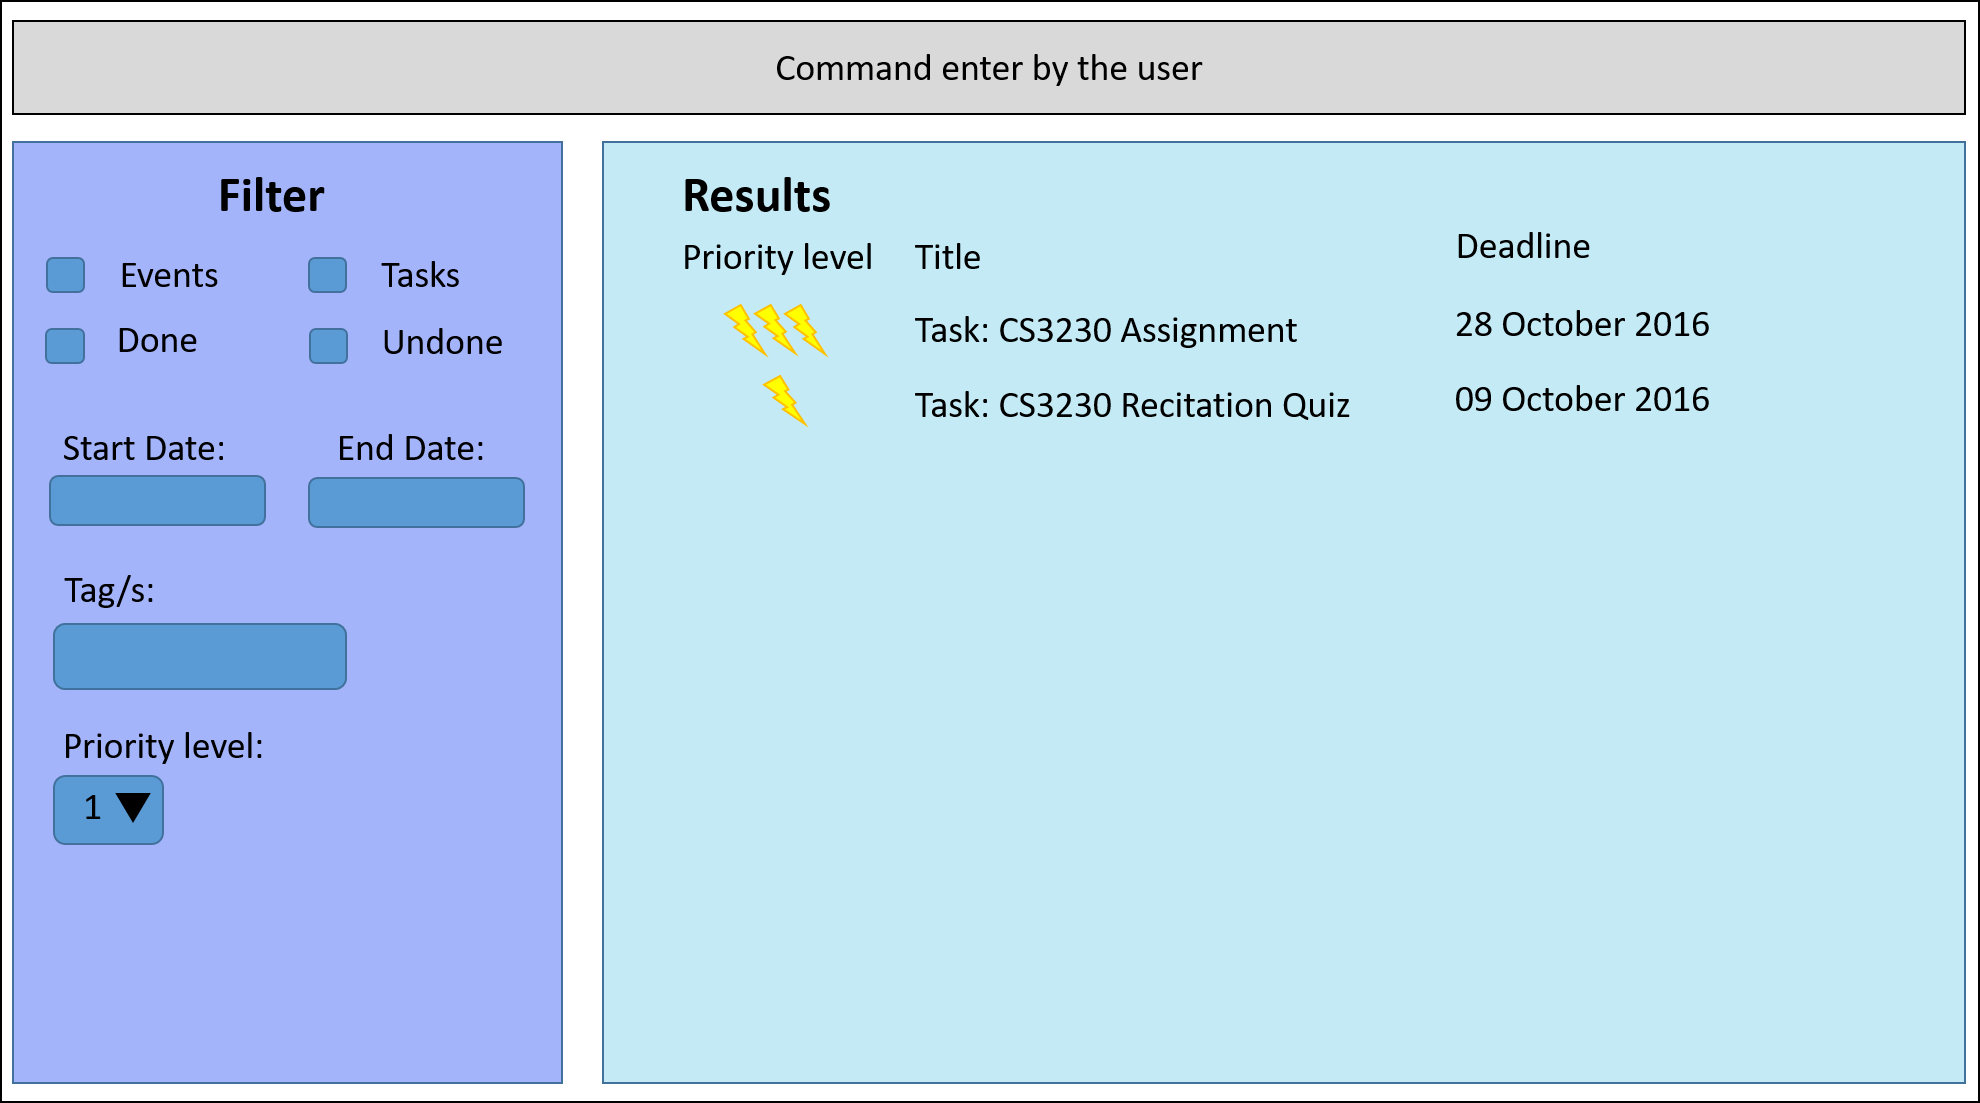 Command enter by the user
Filter
Events
Tasks
Done
Undone
Start Date:
End Date:
Tag/s:
Priority level:
1
Results
Priority level
Title
Deadline
Task: CS3230 Assignment
28 October 2016
Task: CS3230 Recitation Quiz
09 October 2016